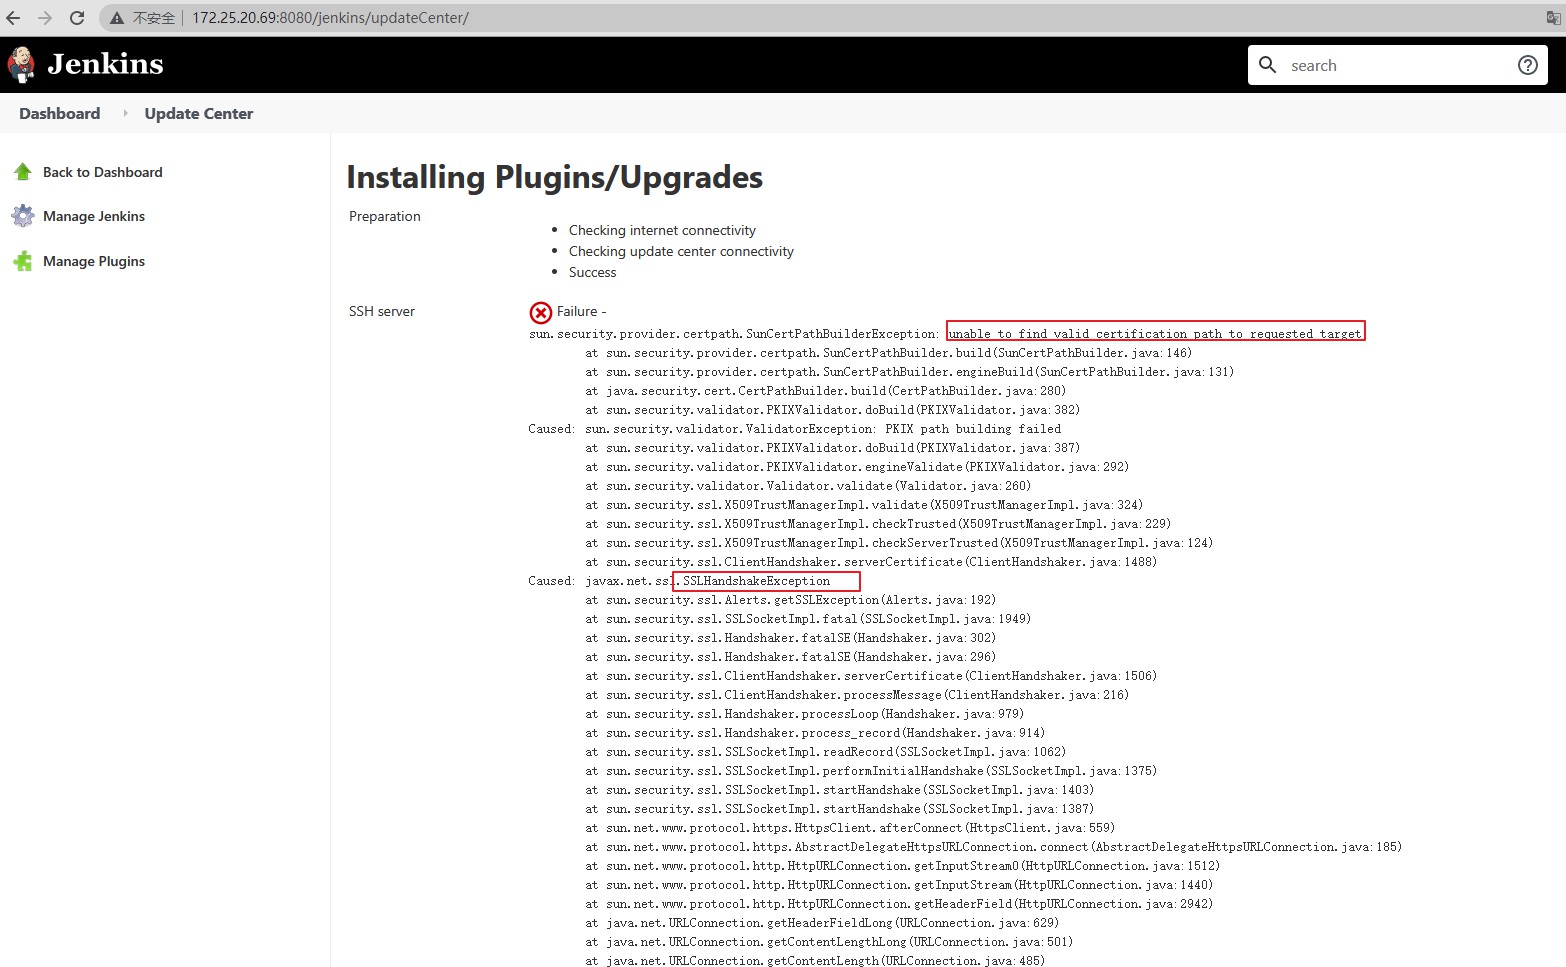 不安全 172.25.20.69:8080/jenkins/updateCenter/
Jenkins
search
Dashboard Update Center
Back to Dashboard
Manage Jenkins
Manage Plugins
Installing Plugins/Upgrades
Preparation
Checking internet connectivity
Checking update center connectivity
Success
SSH server
Failure -
sun.security.provider.certpath.SunCertPathBuilderException: unable to find valid certification path to requested target
at sun.security.provider.certpath.SunCertPathBuilder.build(SunCertPathBuilder.java:146)
at sun.security.provider.certpath.SunCertPathBuilder.engineBuild(SunCertPathBuilder.java:131)
at java.security.cert.CertPathBuilder.build(CertPathBuilder.java:280)
at sun.security.validator.PKIXValidator.doBuild(PKIXValidator.java:382)
Caused: sun.security.validator.ValidatorException: PKIX path building failed
at sun.security.validator.PKIXValidator.doBuild(PKIXValidator.java:387)
at sun.security.validator.PKIXValidator.engineValidate(PKIXValidator.java:292)
at sun.security.validator.Validator.validate(Validator.java:260)
at sun.security.ssl.X509TrustManagerImpl.validate(X509TrustManagerImpl.java:324)
at sun.security.ssl.X509TrustManagerImpl.checkTrusted(X509TrustManagerImpl.java:229)
at sun.security.ssl.X509TrustManagerImpl.checkServerTrusted(X509TrustManagerImpl.java:124)
at sun.security.ssl.ClientHandshaker.serverCertificate(ClientHandshaker.java:1488)
Caused: javax.net.ssl.SSLHandshakeException
at sun.security.ssl.Alerts.getSSLException(Alerts.java:192)
at sun.security.ssl.SSLSocketImpl.fatal(SSLSocketImpl.java:1949)
at sun.security.ssl.Handshaker.fatalSE(Handshaker.java:302)
at sun.security.ssl.Handshaker.fatalSE(Handshaker.java:296)
at sun.security.ssl.ClientHandshaker.serverCertificate(ClientHandshaker.java:1506)
at sun.security.ssl.ClientHandshaker.processMessage(ClientHandshaker.java:216)
at sun.security.ssl.Handshaker.processLoop(Handshaker.java:979)
at sun.security.ssl.Handshaker.process_record(Handshaker.java:914)
at sun.security.ssl.SSLSocketImpl.readRecord(SSLSocketImpl.java:1062)
at sun.security.ssl.SSLSocketImpl.performInitialHandshake(SSLSocketImpl.java:1375)
at sun.security.ssl.SSLSocketImpl.startHandshake(SSLSocketImpl.java:1403)
at sun.security.ssl.SSLSocketImpl.startHandshake(SSLSocketImpl.java:1387)
at sun.net.www.protocol.https.HttpsClient.afterConnect(HttpsClient.java:559)
at sun.net.www.protocol.https.AbstractDelegateHttpsURLConnection.connect(AbstractDelegateHttpsURLConnection.java:185)
at sun.net.www.protocol.http.HttpURLConnection.getInputStream0(HttpURLConnection.java:1512)
at sun.net.www.protocol.http.HttpURLConnection.getInputStream(HttpURLConnection.java:1440)
at sun.net.www.protocol.http.HttpURLConnection.getHeaderField(HttpURLConnection.java:2942)
at java.net.URLConnection.getHeaderFieldLong(URLConnection.java:629)
at java.net.URLConnection.getContentLengthLong(URLConnection.java:501)
at java.net.URLConnection.getContentLength(URLConnection.java:485)